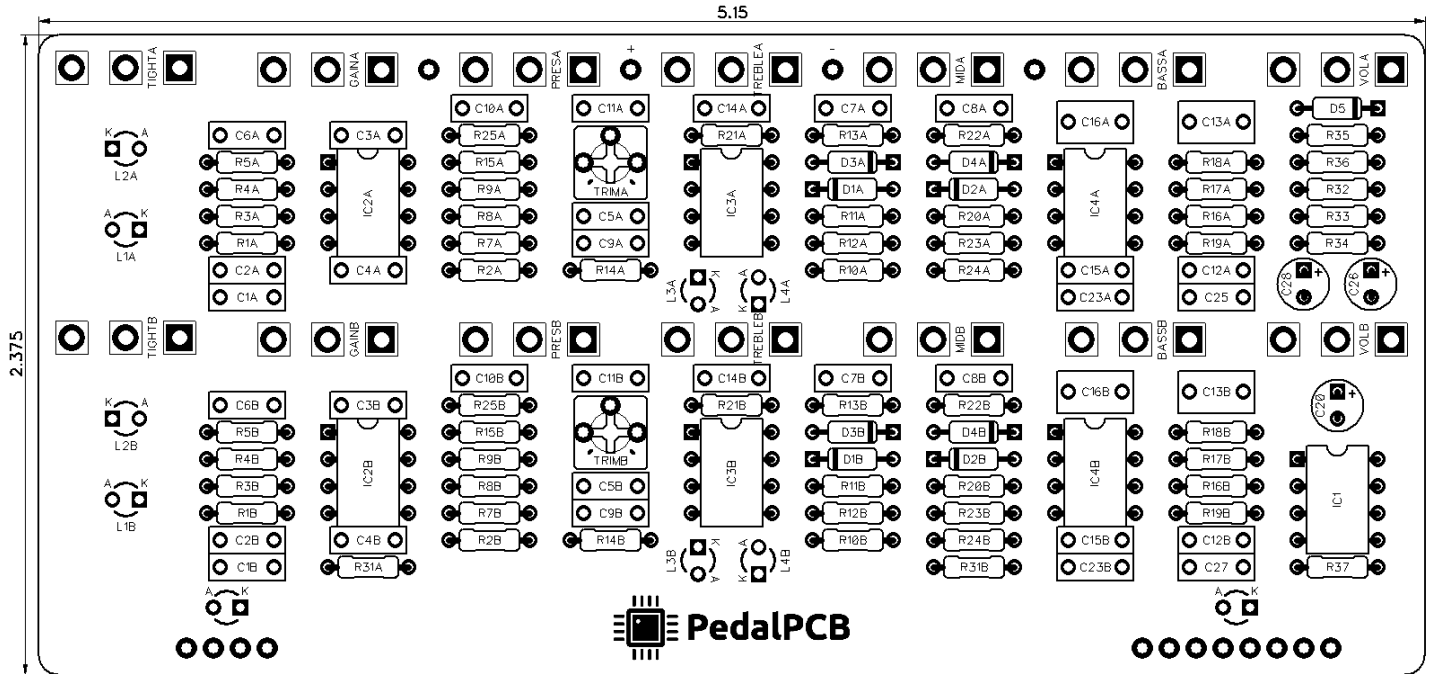 5.15
2.375
TIGHTA GAINA PRESA + TREBLEA - MIDA BASSA VOLA
C10A C11A C14A C7A C8A C16A C13A D5
K A C6A C3A R25A R21A R13A R22A R35
L2A R5A R15A D3A D4A R18A R36
R4A IC2A R9A TRIMA IC3A D1A D2A IC4A R17A R32
A K R3A R8A C5A R11A R20A R16A R33
L1A R1A R7A C9A R12A R23A R19A R34
C2A C4A R2A R14A R10A R24A C15A C12A
C1A L3A K A A K L4A C23A C25 C28 + C26 +
TIGHTB GAINB PRESB TREBLEB MIDB BASSB VOLB
C10B C11B C14B C7B C8B C16B C13B C20 +
K A C6B C3B R25B R21B R13B R22B
L2B R5B R15B D3B D4B R18B
R4B IC2B R9B TRIMB IC3B D1B D2B IC4B R17B
A K R3B R8B C5B R11B R20B R16B IC1
L1B R1B R7B C9B R12B R23B R19B
C2B C4B R2B R14B R10B R24B C15B C12B
C1B R31A L3B K A A K L4B R31B C23B C27 R37
A K A K
PedalPCB